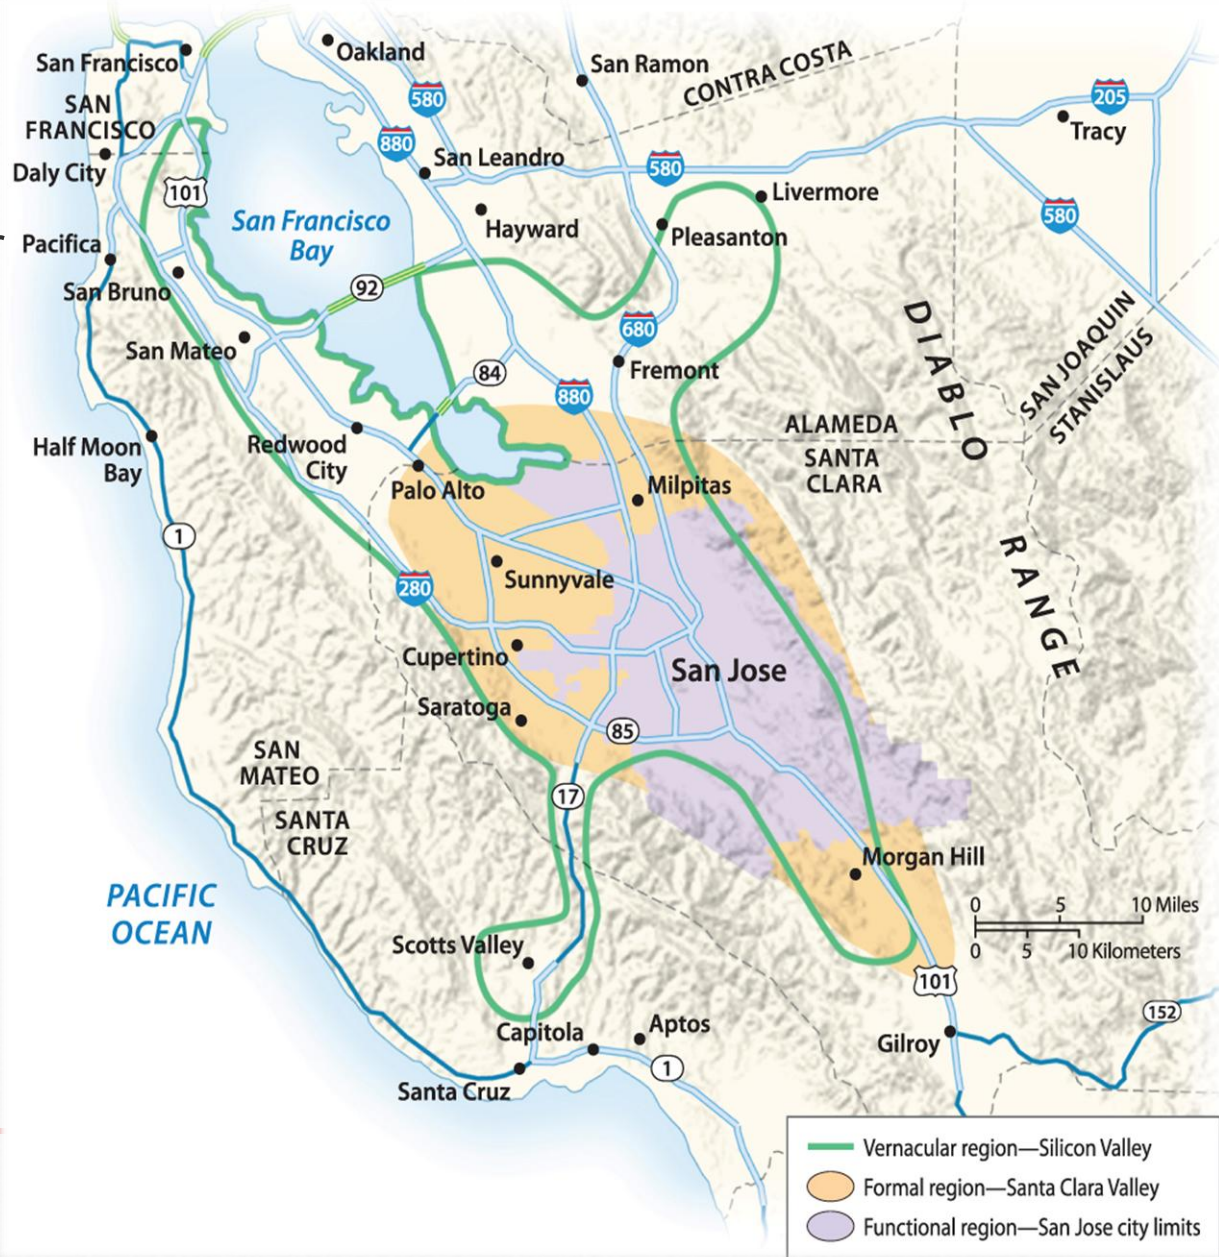 San Francisco
Oakland
San Ramon
CONTRA COSTA
SAN
FRANCISCO
580
205
Tracy
880
Daly City
San Leandro
580
101
Livermore
580
San Francisco
Bay
Hayward
Pleasanton
Pacifica
San Bruno
92
DIABLO
RANGE
680
SAN JOAQUIN
STANISLAUS
San Mateo
84
Fremont
880
Half Moon
Bay
Redwood
City
ALAMEDA
SANTA
CLARA
Palo Alto
Milpitas
1
Sunnyvale
280
Cupertino
San Jose
Saratoga
85
SAN
MATEO
17
SANTA
CRUZ
Morgan Hill
PACIFIC
OCEAN
0 5 10 Miles
0 5 10 Kilometers
Scotts Valley
101
152
Capitola
Aptos
Gilroy
1
Santa Cruz
Vernacular region—Silicon Valley
Formal region—Santa Clara Valley
Functional region—San Jose city limits